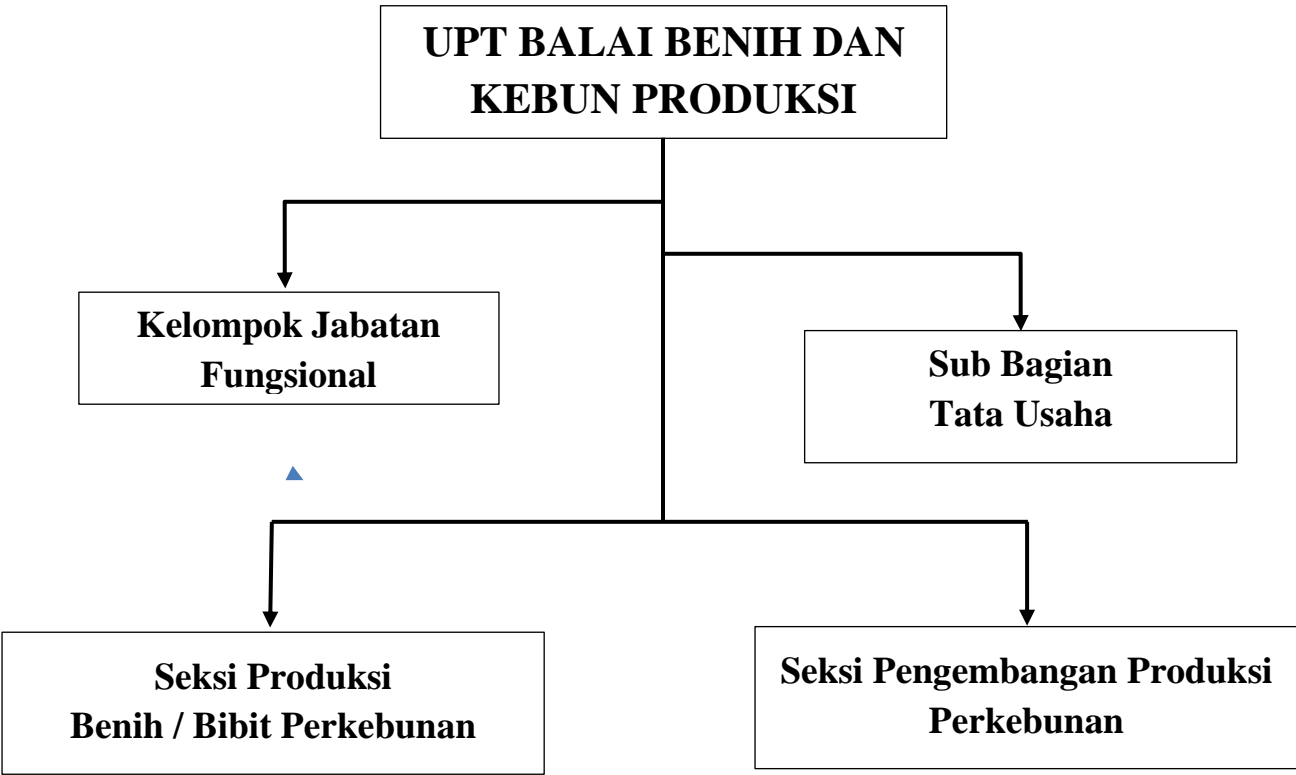 UPT BALAI BENIH DAN
KEBUN PRODUKSI
Kelompok Jabatan
Fungsional
Sub Bagian
Tata Usaha
Seksi Produksi
Benih / Bibit Perkebunan
Seksi Pengembangan Produksi
Perkebunan